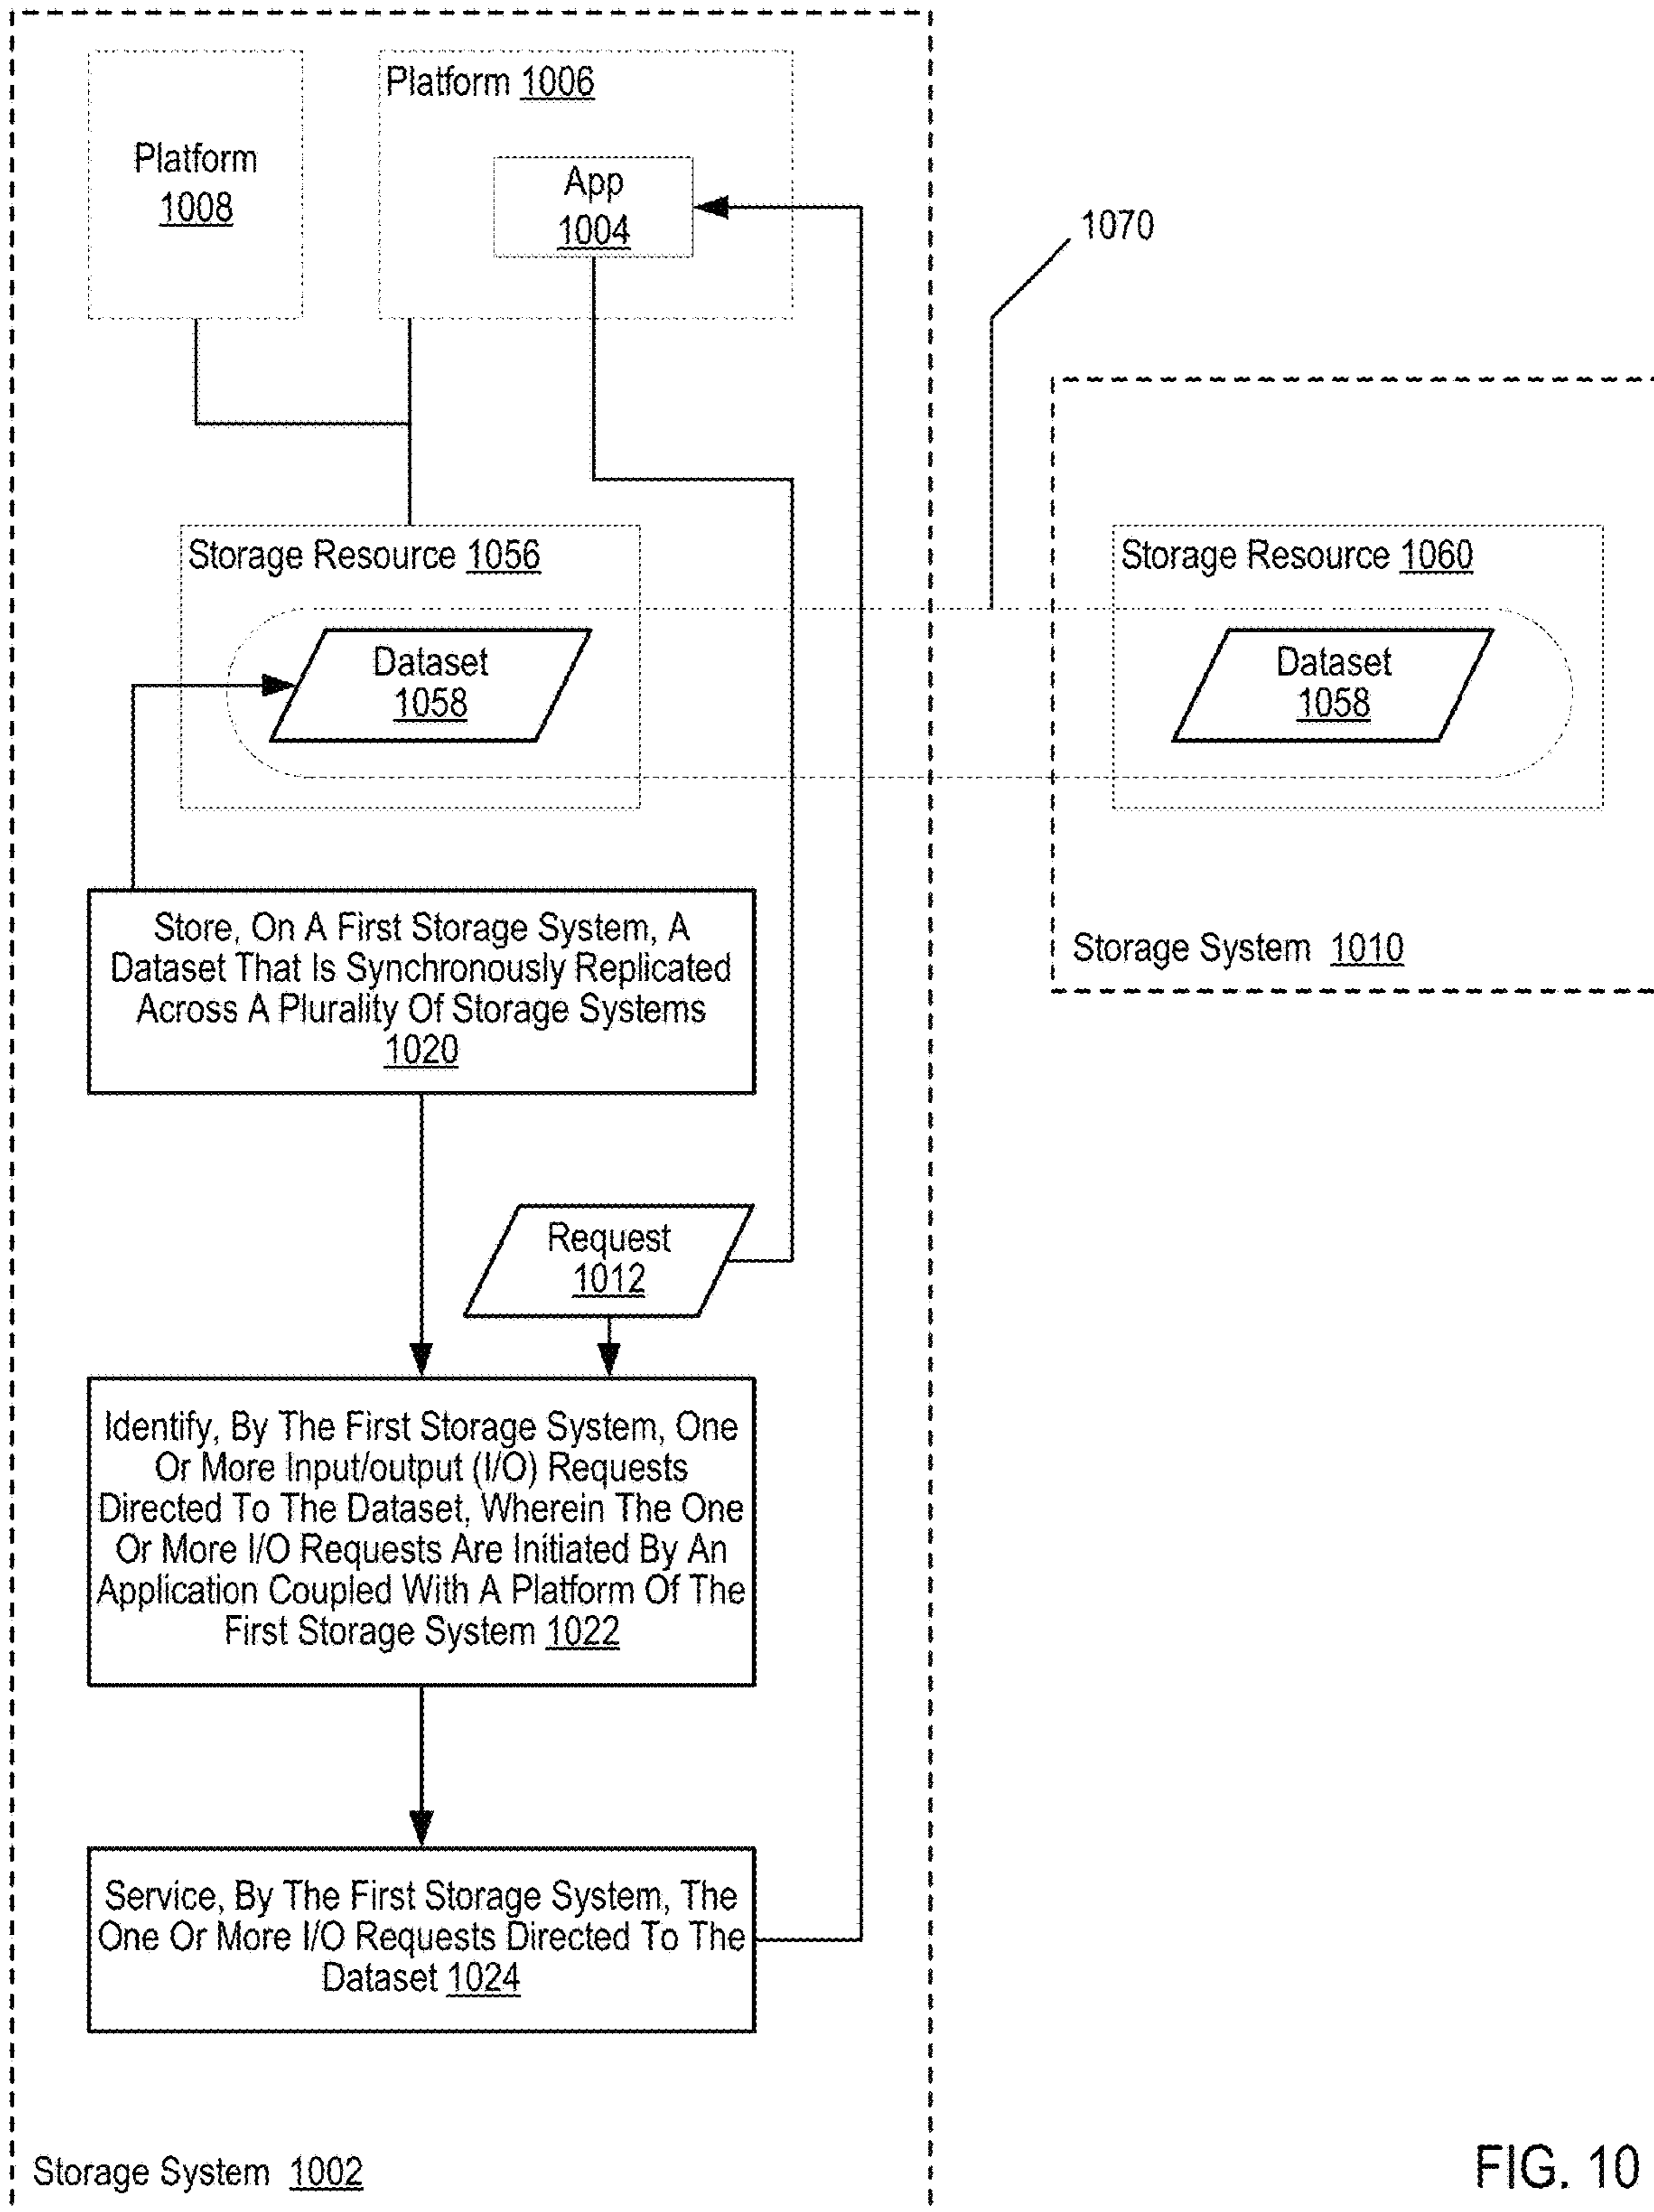 Platform 1006
Platform
1008
App
1004
1070
Storage Resource 1056
Storage Resource 1060
Dataset
1058
Dataset
1058
Store, On A First Storage System, A
Dataset That Is Synchronously Replicated
Across A Plurality Of Storage Systems
1020
Storage System 1010
Request
1012
Identify, By The First Storage System, One
Or More Input/output (I/O) Requests
Directed To The Dataset, Wherein The One
Or More I/O Requests Are Initiated By An
Application Coupled With A Platform Of The
First Storage System 1022
Service, By The First Storage System, The
One Or More I/O Requests Directed To The
Dataset 1024
Storage System 1002
FIG. 10